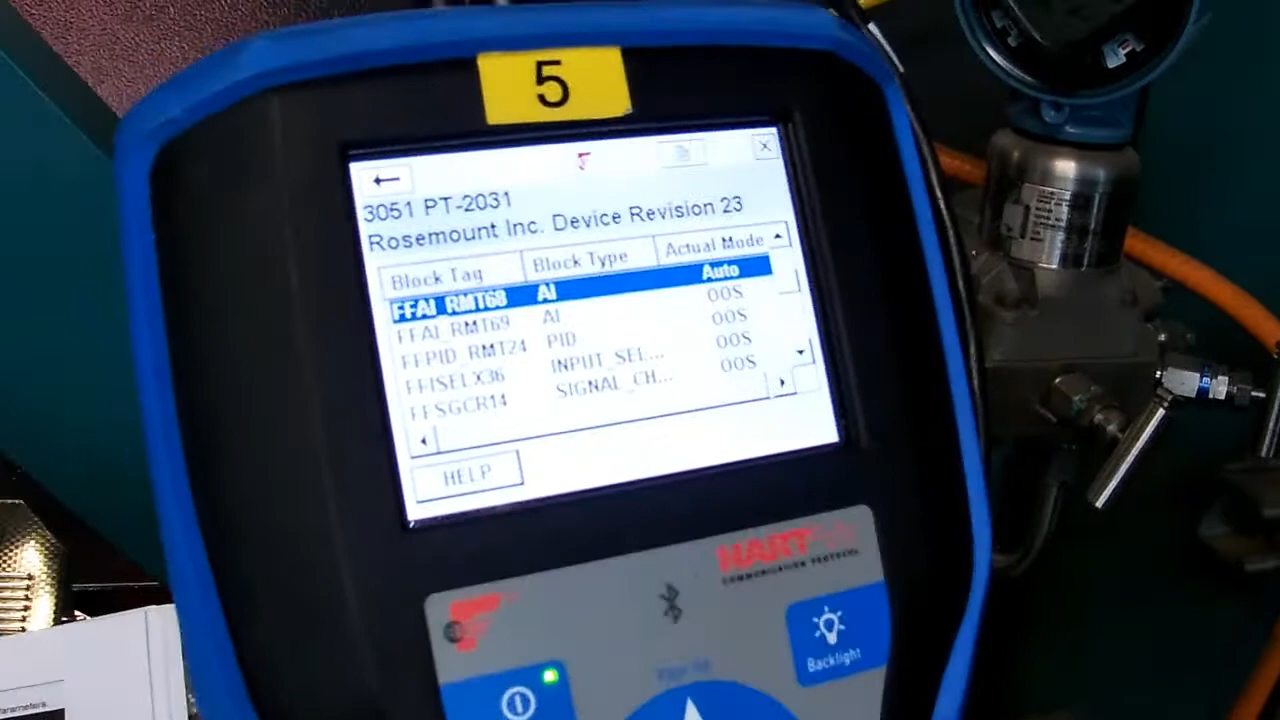 5
3051 PT-2031
Rosemount Inc. Device Revision 23
Block Tag Block Type Actual Mode
FFAI_RMT68 AI Auto
FFAI_RMT69 AI OOS
FFPID_RMT24 PID OOS
FFISELX36 INPUT_SEL... OOS
FFSGCR14 SIGNAL_CH... OOS
HELP
HART
COMMUNICATION PROTOCOL
Backlight